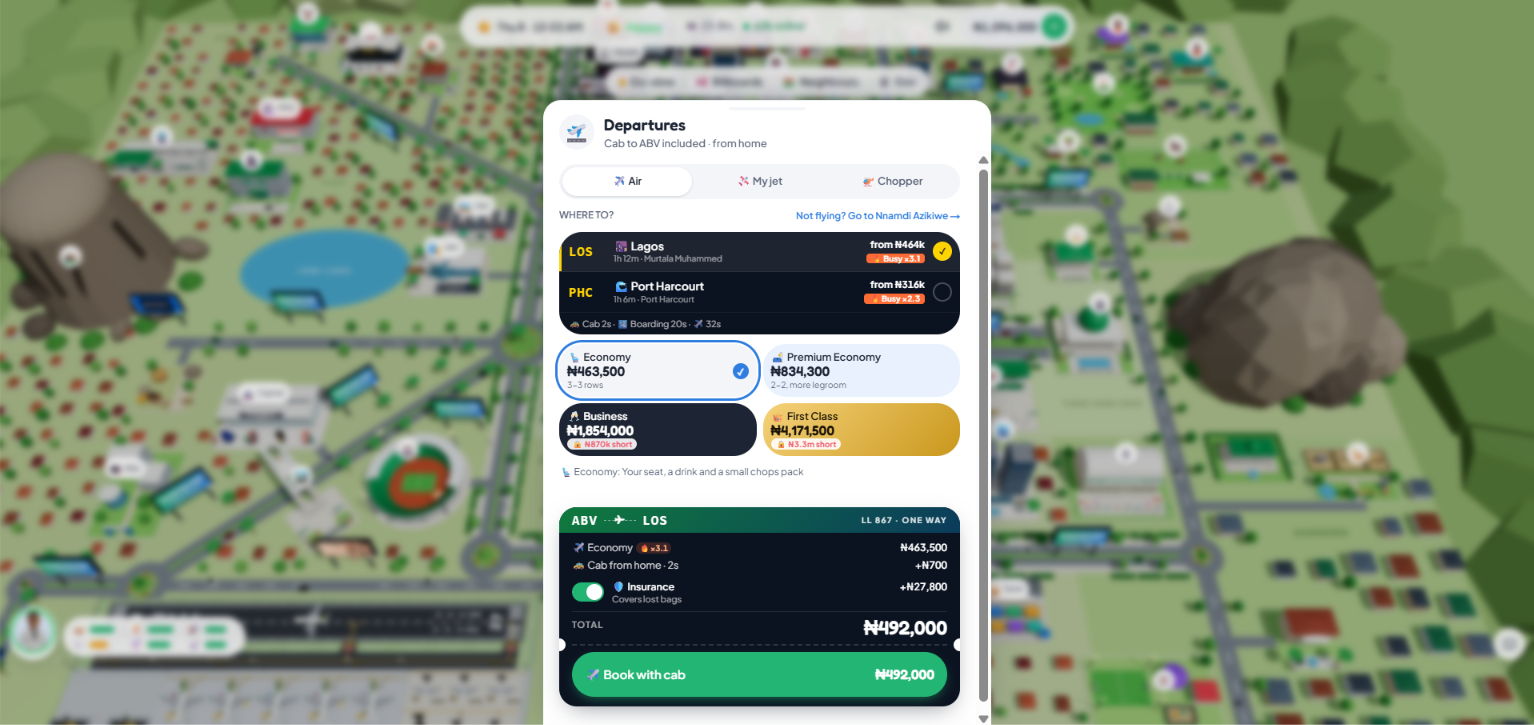 Departures
Cab to ABV included · from home
Air
My jet
Chopper
WHERE TO?
Not flying? Go to Nnamdi Azikiwe →
LOS
Lagos
1h 12m · Murtala Muhammed
from ₦464k
Busy x3.1
PHC
Port Harcourt
1h 6m · Port Harcourt
from ₦316k
Busy x2.3
Cab 2s · Boarding 20s · 32s
Economy
₦463,500
3-3 rows
Premium Economy
₦834,300
2-2, more legroom
Business
₦1,854,000
₦870k short
First Class
₦4,171,500
₦3.3m short
Economy: Your seat, a drink and a small chops pack
ABV LOS
LL 867 · ONE WAY
Economy x3.1
₦463,500
Cab from home · 2s
+₦700
Insurance
Covers lost bags
+₦27,800
TOTAL
₦492,000
Book with cab
₦492,000